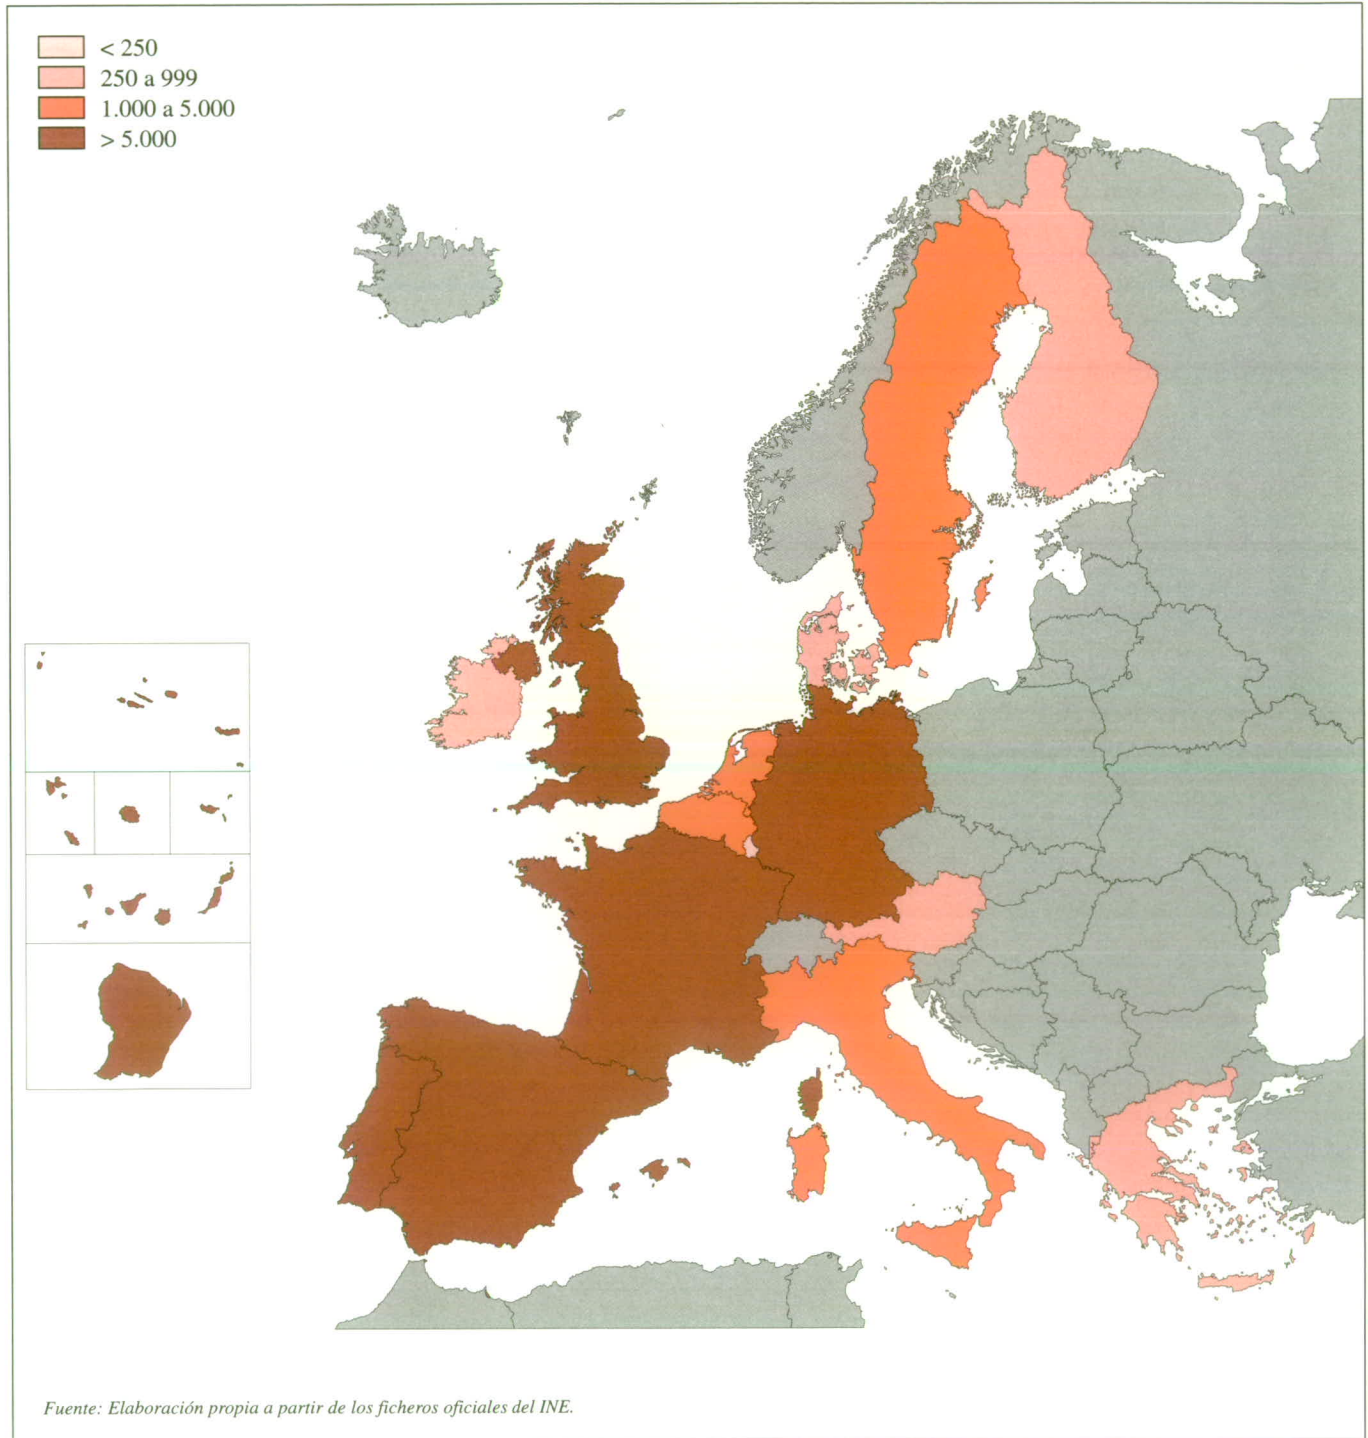 < 250
250 a 999
1.000 a 5.000
> 5.000
Fuente: Elaboración propia a partir de los ficheros oficiales del INE.